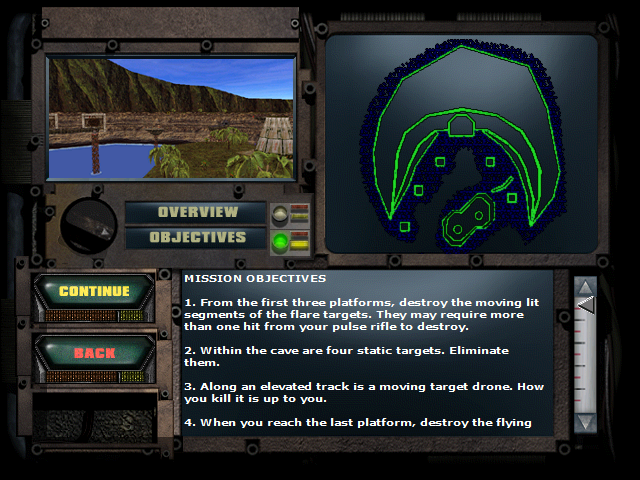 OVERVIEW
OBJECTIVES
CONTINUE
BACK
MISSION OBJECTIVES
1. From the first three platforms, destroy the moving lit
segments of the flare targets. They may require more
than one hit from your pulse rifle to destroy.
2. Within the cave are four static targets. Eliminate
them.
3. Along an elevated track is a moving target drone. How
you kill it is up to you.
4. When you reach the last platform, destroy the flying